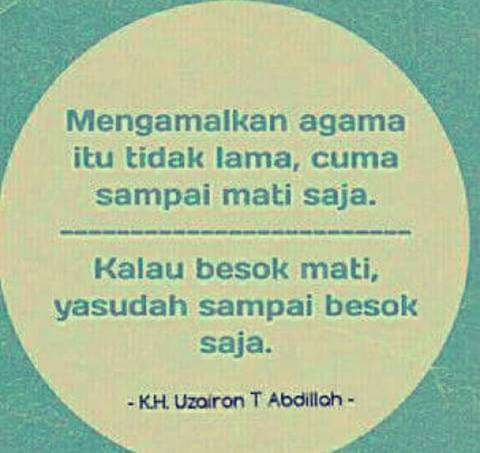 Mengamalkan agama
itu tidak lama, cuma
sampai mati saja.
Kalau besok mati,
yasudah sampai besok
saja.
- K.H. Uzairon T Abdillah -